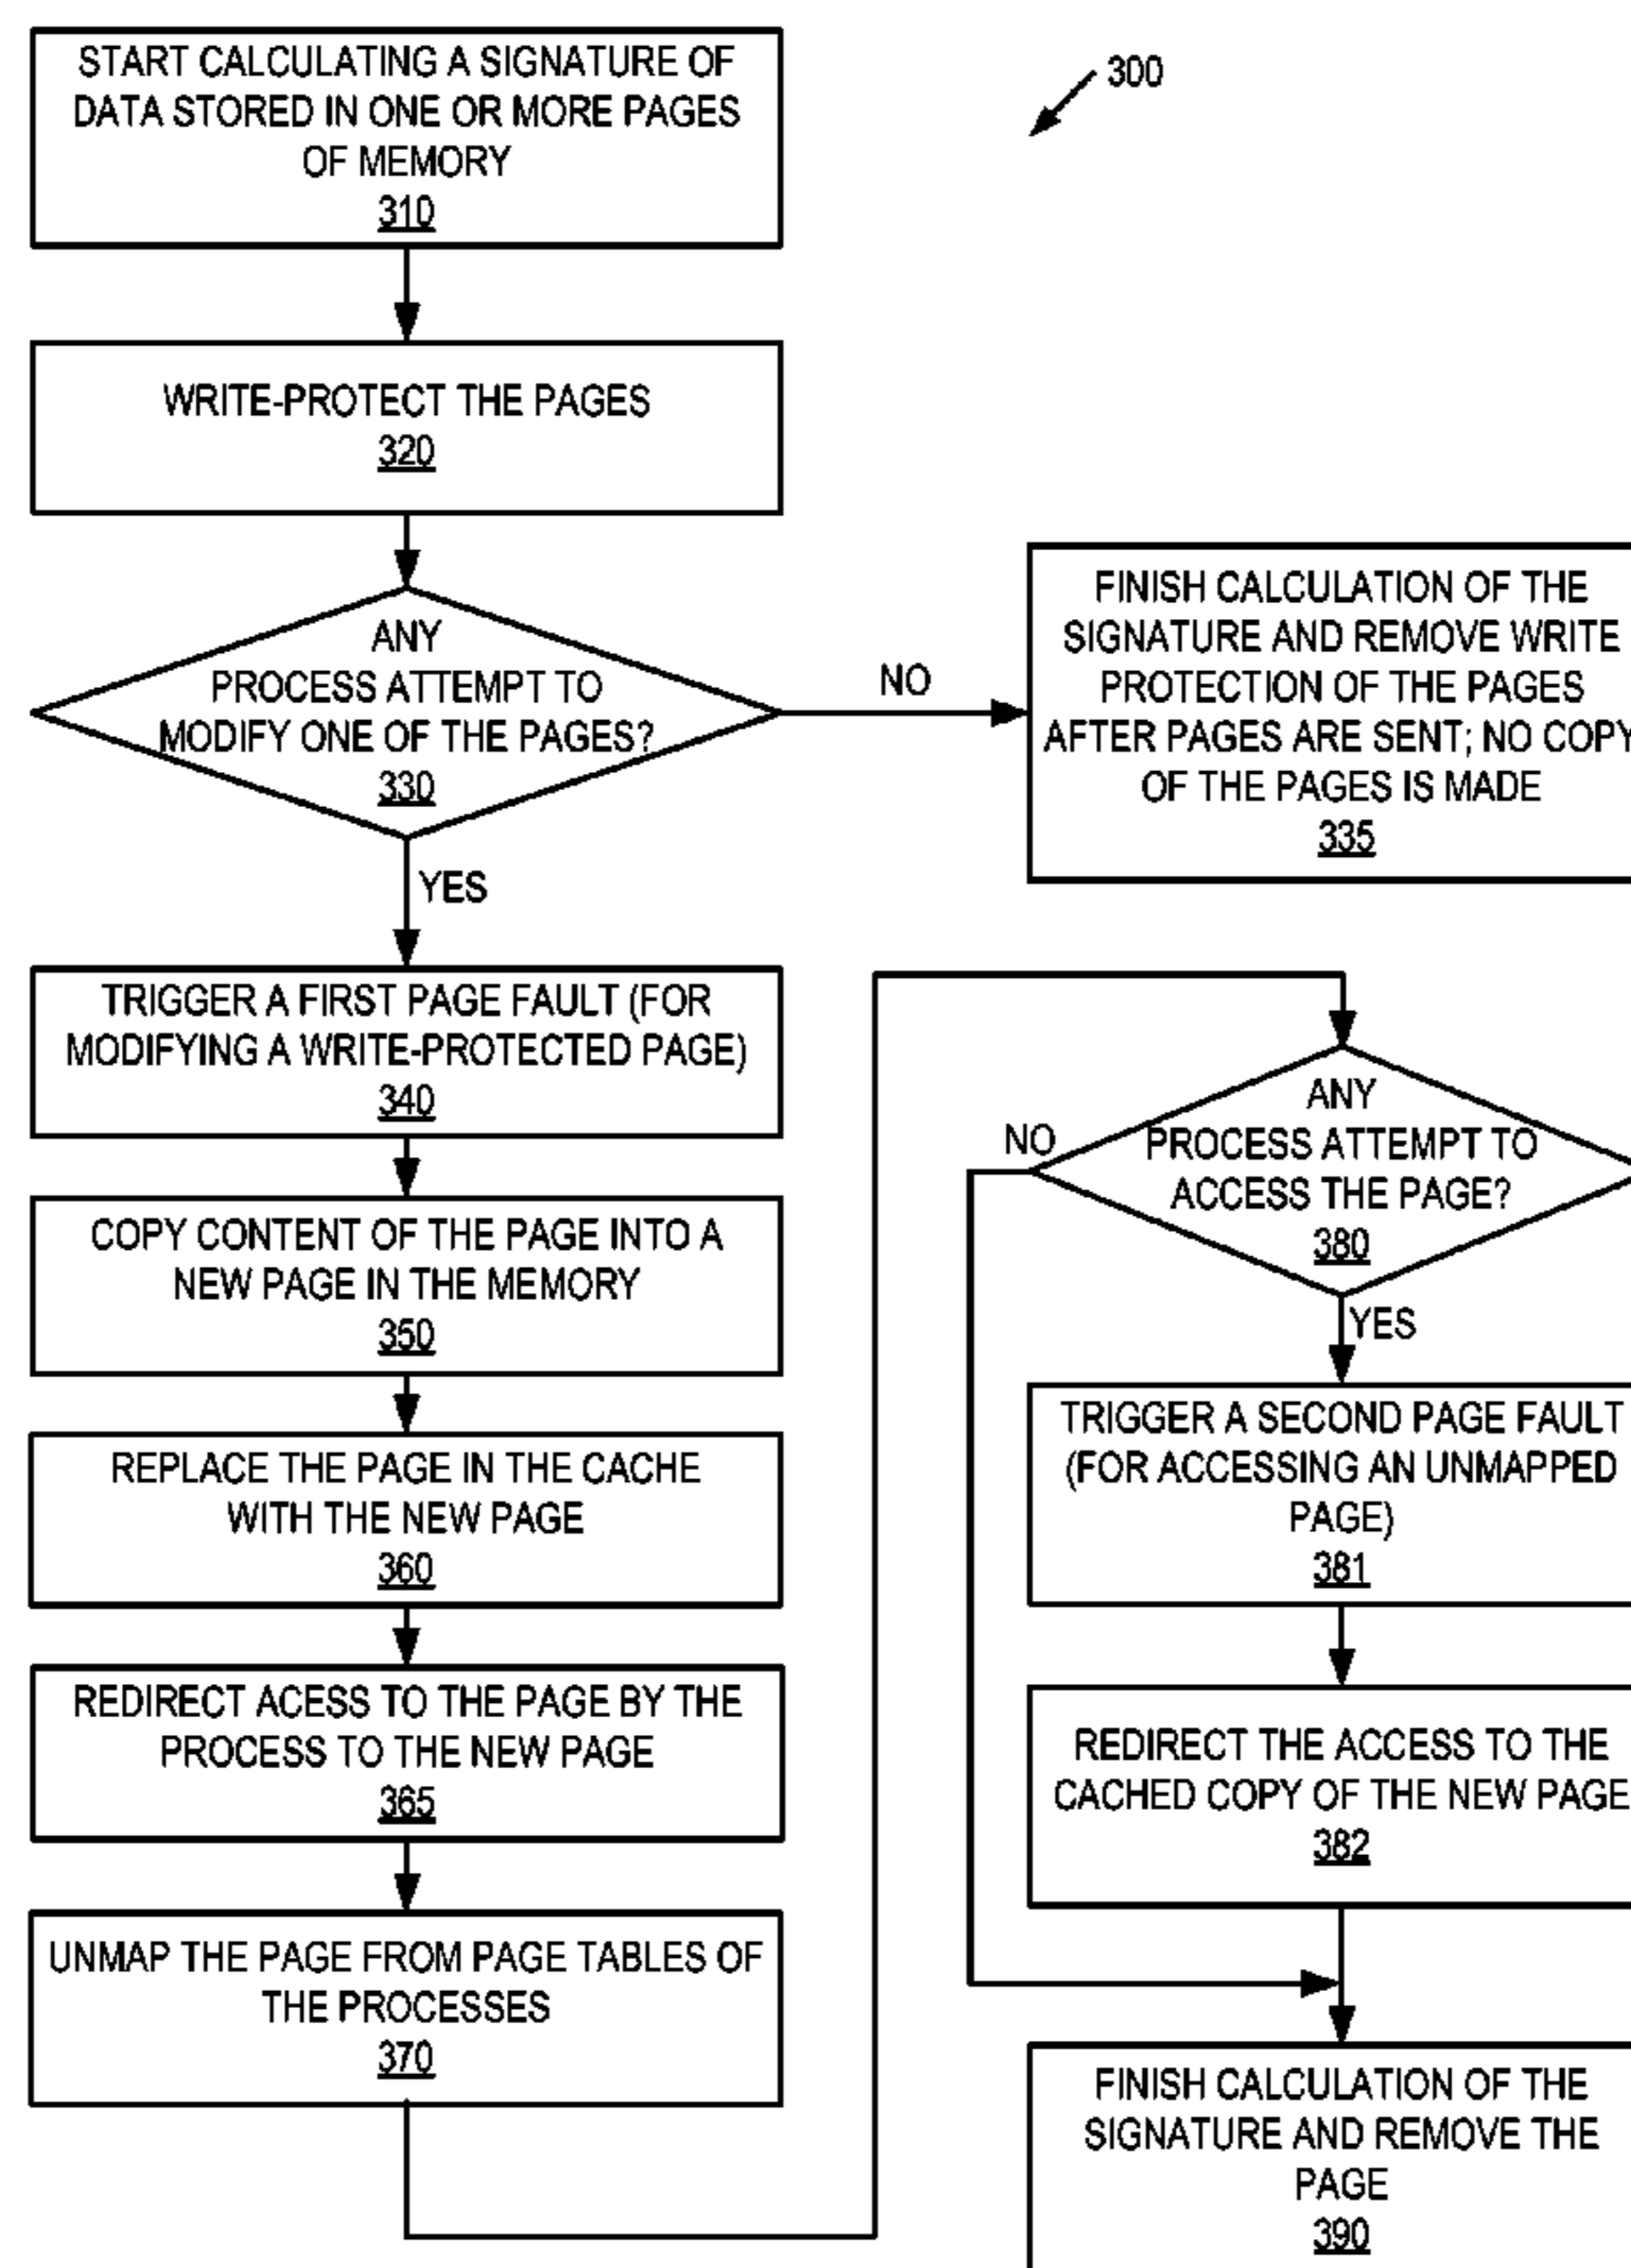 START CALCULATING A SIGNATURE OF
DATA STORED IN ONE OR MORE PAGES
OF MEMORY
310
300
WRITE-PROTECT THE PAGES
320
ANY
PROCESS ATTEMPT TO
MODIFY ONE OF THE PAGES?
330
NO
FINISH CALCULATION OF THE
SIGNATURE AND REMOVE WRITE
PROTECTION OF THE PAGES
AFTER PAGES ARE SENT; NO COPY
OF THE PAGES IS MADE
335
YES
TRIGGER A FIRST PAGE FAULT (FOR
MODIFYING A WRITE-PROTECTED PAGE)
340
COPY CONTENT OF THE PAGE INTO A
NEW PAGE IN THE MEMORY
350
REPLACE THE PAGE IN THE CACHE
WITH THE NEW PAGE
360
REDIRECT ACESS TO THE PAGE BY THE
PROCESS TO THE NEW PAGE
365
UNMAP THE PAGE FROM PAGE TABLES OF
THE PROCESSES
370
ANY
PROCESS ATTEMPT TO
ACCESS THE PAGE?
380
NO
YES
TRIGGER A SECOND PAGE FAULT
(FOR ACCESSING AN UNMAPPED
PAGE)
381
REDIRECT THE ACCESS TO THE
CACHED COPY OF THE NEW PAGE
382
FINISH CALCULATION OF THE
SIGNATURE AND REMOVE THE
PAGE
390